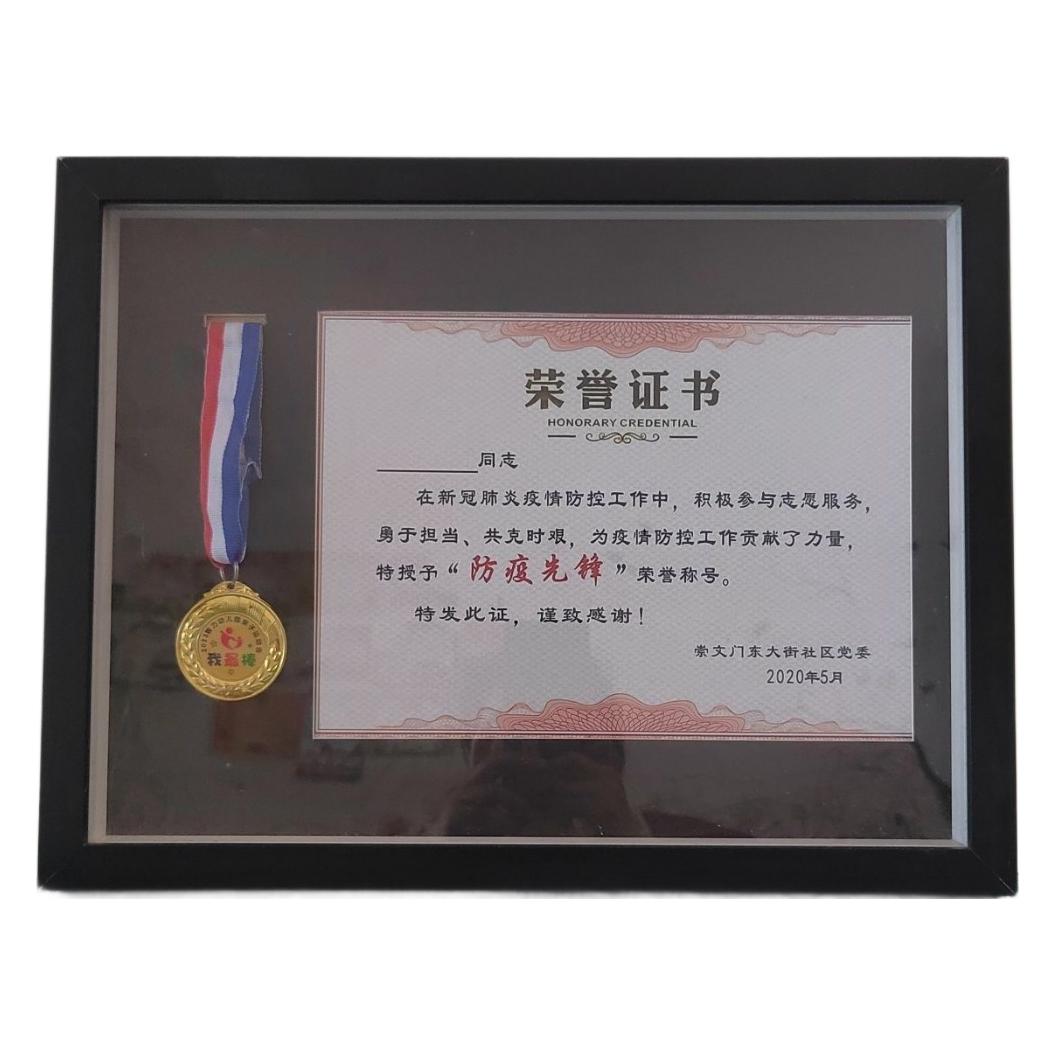 荣誉证书
HONORARY CREDENTIAL
同志
在新冠肺炎疫情防控工作中，积极参与志愿服务，
勇于担当、共克时艰，为疫情防控工作贡献了力量，
特授予“防疫先锋”荣誉称号。
特发此证，谨致感谢！
崇文门东大街社区党委
2020年5月
我最棒